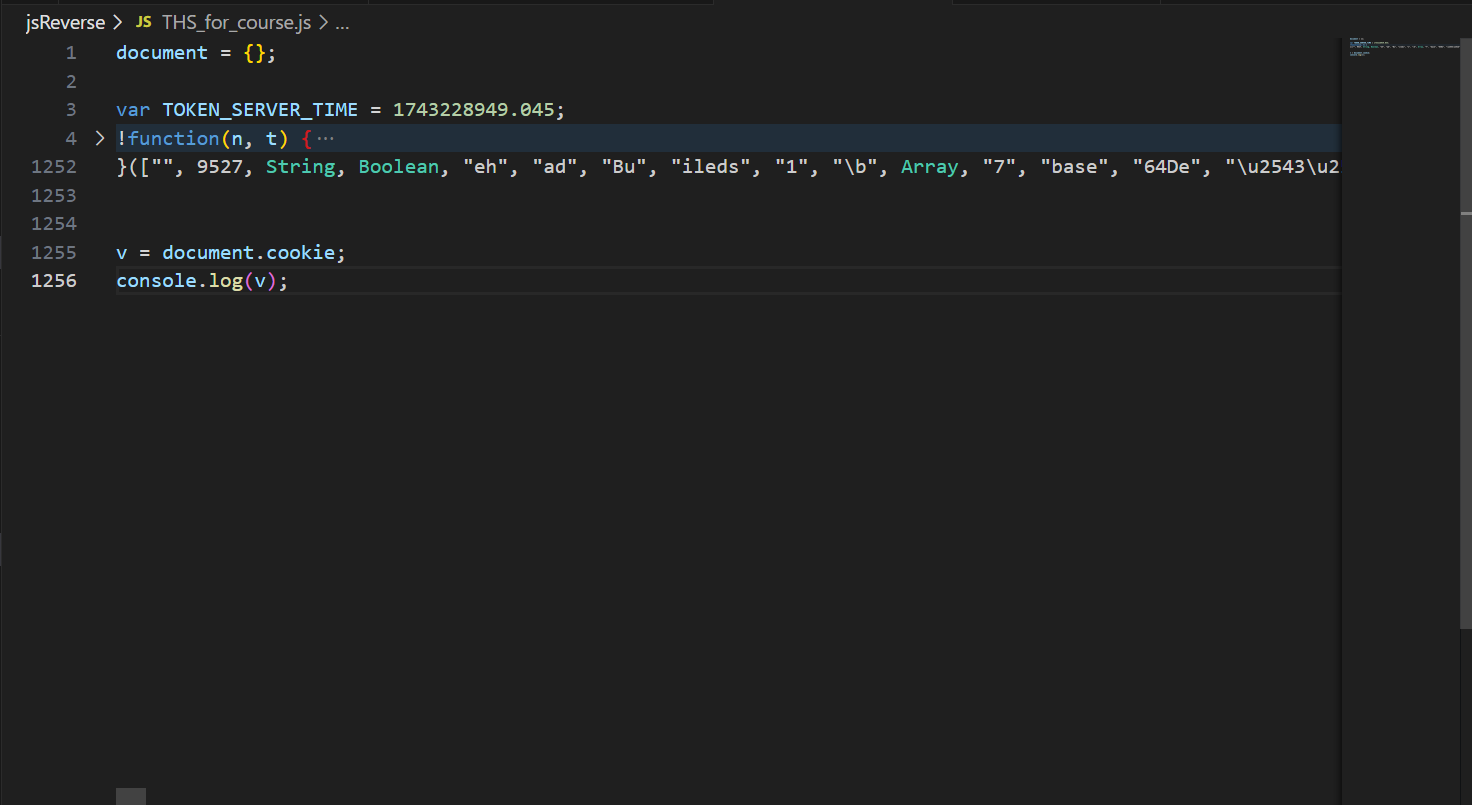 jsReverse > JS THS_for_course.js > ...
1 document = {};
2
3 var TOKEN_SERVER_TIME = 1743228949.045;
4 > !function(n, t) { ···
1252 }(["", 9527, String, Boolean, "eh", "ad", "Bu", "ileds", "1", "\b", Array, "7", "base", "64De", "\u2543\u2
1253
1254
1255 v = document.cookie;
1256 console.log(v);